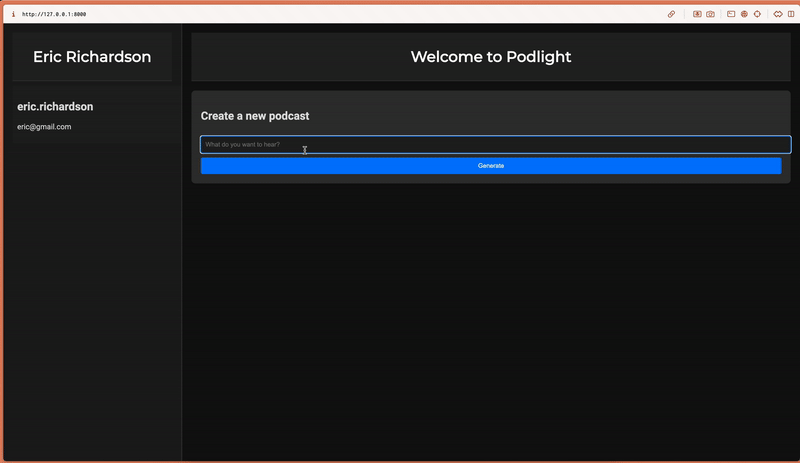 http://127.0.0.1:8000
Eric Richardson
Welcome to Podlight
eric.richardson
eric@gmail.com
Create a new podcast
What do you want to hear?
Generate